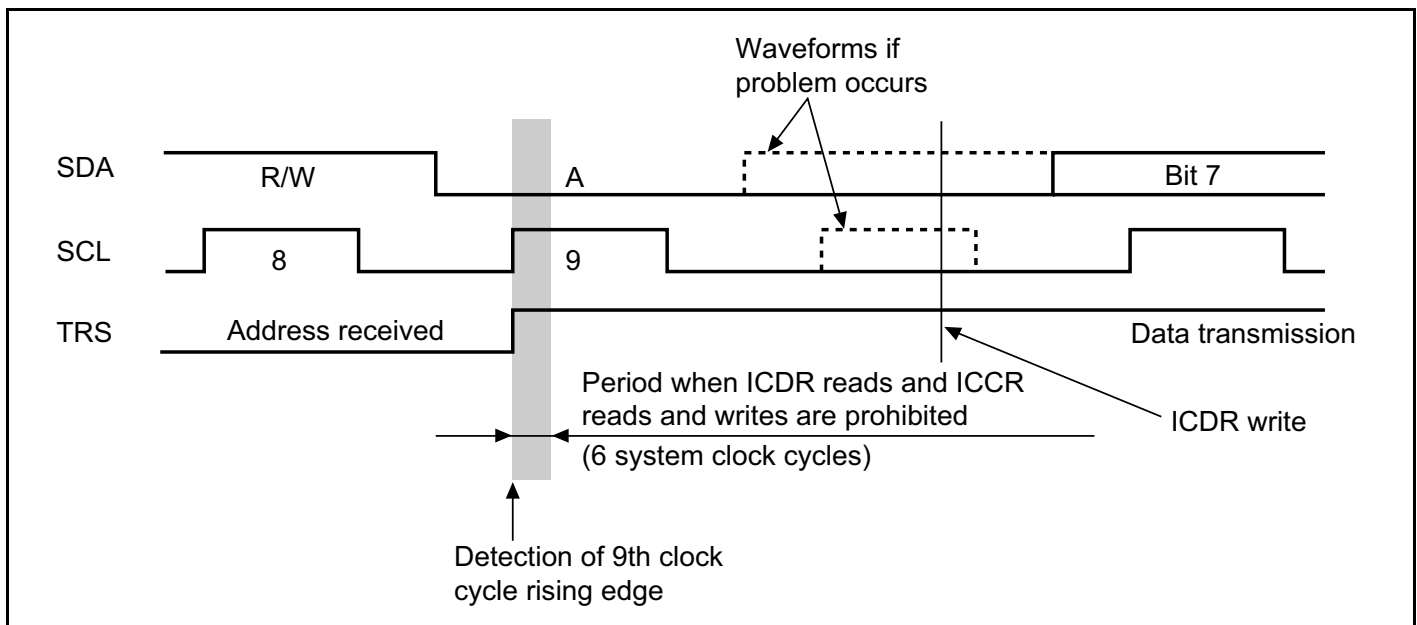 Waveforms if
problem occurs
SDA
R/W
A
Bit 7
SCL
8
9
TRS
Address received
Data transmission
Period when ICDR reads and ICCR
reads and writes are prohibited
(6 system clock cycles)
ICDR write
Detection of 9th clock
cycle rising edge